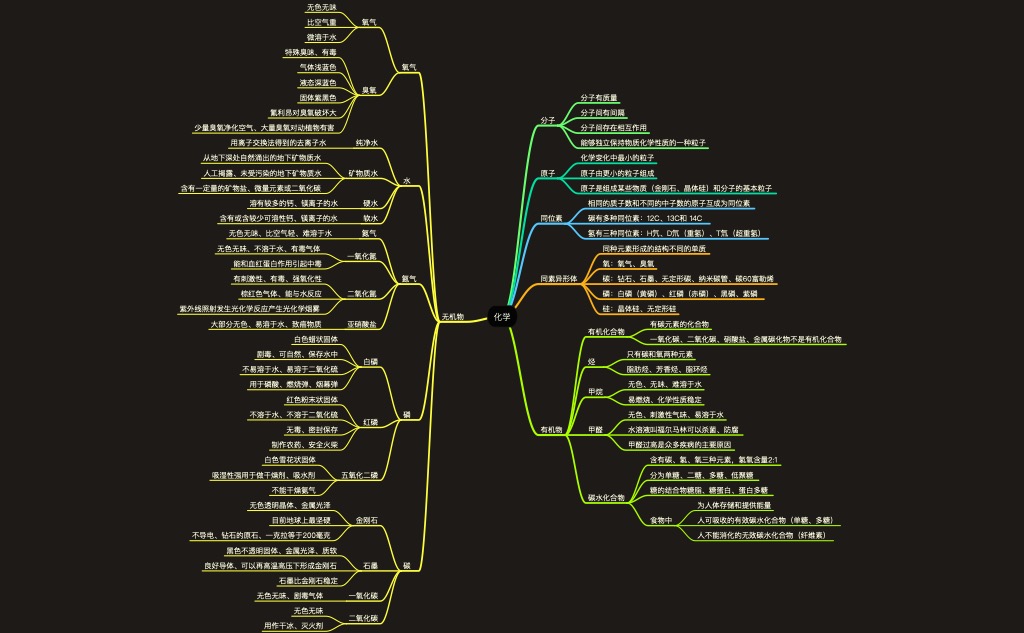 化学
分子
分子有质量
分子间有间隔
分子间存在相互作用
能够独立保持物质化学性质的一种粒子
原子
化学变化中最小的粒子
原子由更小的粒子组成
原子是组成某些物质（金刚石、晶体硅）和分子的基本粒子
同位素
相同的质子数和不同的中子数的原子互成为同位素
碳有多种同位素：12C、13C和 14C
氢有三种同位素：H氕、D氘（重氢）、T氚（超重氢）
同素异形体
同种元素形成的结构不同的单质
氧：氧气、臭氧
碳：钻石、石墨、无定形碳、纳米碳管、碳60富勒烯
磷：白磷（黄磷）、红磷（赤磷）、黑磷、紫磷
硅：晶体硅、无定形硅
有机物
有机化合物
有碳元素的化合物
一氧化碳、二氧化碳、硝酸盐、金属碳化物不是有机化合物
烃
只有碳和氢两种元素
脂肪烃、芳香烃、脂环烃
甲烷
无色、无味、难溶于水
易燃烧、化学性质稳定
甲醛
无色、刺激性气味、易溶于水
水溶液叫福尔马林可以杀菌、防腐
甲醛过高是众多疾病的主要原因
碳水化合物
含有碳、氢、氧三种元素，氢氧含量2:1
分为单糖、二糖、多糖、低聚糖
糖的结合物糖脂、糖蛋白、蛋白多糖
食物中
为人体存储和提供能量
人可吸收的有效碳水化合物（单糖、多糖）
人不能消化的无效碳水化合物（纤维素）
无机物
氧气
氧气
无色无味
比空气重
微溶于水
臭氧
特殊臭味、有毒
气体浅蓝色
液态深蓝色
固体紫黑色
氟利昂对臭氧破坏大
少量臭氧净化空气、大量臭氧对动植物有害
水
纯净水
用离子交换法得到的去离子水
矿物质水
从地下深处自然涌出的地下矿物质水
人工揭露、未受污染的地下矿物质水
含有一定量的矿物盐、微量元素或二氧化碳
硬水
溶有较多的钙、镁离子的水
软水
含有或含较少可溶性钙、镁离子的水
氮气
氮气
无色无味、比空气轻、难溶于水
一氧化氮
无色无味、不溶于水、有毒气体
能和血红蛋白作用引起中毒
二氧化氮
有刺激性、有毒、强氧化性
棕红色气体、能与水反应
紫外线照射发生光化学反应产生光化学烟雾
亚硝酸盐
大部分无色、易溶于水、致癌物质
磷
白磷
白色蜡状固体
剧毒、可自然、保存水中
不易溶于水、易溶于二氧化硫
用于磷酸、燃烧弹、烟幕弹
红磷
红色粉末状固体
不溶于水、不溶于二氧化硫
无毒、密封保存
制作农药、安全火柴
五氧化二磷
白色雪花状固体
吸湿性强用于做干燥剂、吸水剂
不能干燥氨气
碳
金刚石
无色透明晶体、金属光泽
目前地球上最坚硬
不导电、钻石的原石、一克拉等于200毫克
石墨
黑色不透明固体、金属光泽、质软
良好导体、可以再高温高压下形成金刚石
石墨比金刚石稳定
一氧化碳
无色无味、剧毒气体
二氧化碳
无色无味
用作干冰、灭火剂